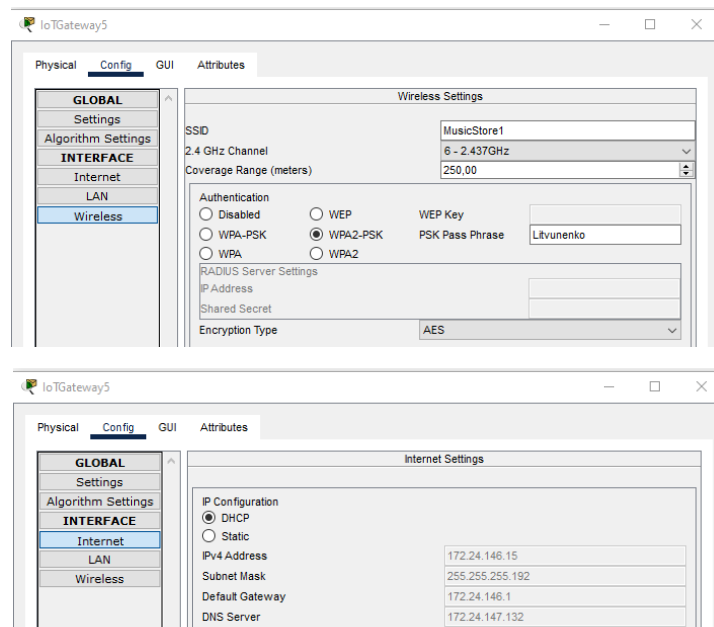 IoTGateway5
Physical Config GUI Attributes
GLOBAL
Settings
Algorithm Settings
INTERFACE
Internet
LAN
Wireless
Wireless Settings
SSID MusicStore1
2.4 GHz Channel 6 - 2.437GHz
Coverage Range (meters) 250,00
Authentication
Disabled WEP WEP Key
WPA-PSK WPA2-PSK PSK Pass Phrase Litvunenko
WPA WPA2
RADIUS Server Settings
IP Address
Shared Secret
Encryption Type AES
IoTGateway5
Physical Config GUI Attributes
GLOBAL
Settings
Algorithm Settings
INTERFACE
Internet
LAN
Wireless
Internet Settings
IP Configuration
DHCP
Static
IPv4 Address 172.24.146.15
Subnet Mask 255.255.255.192
Default Gateway 172.24.146.1
DNS Server 172.24.147.132